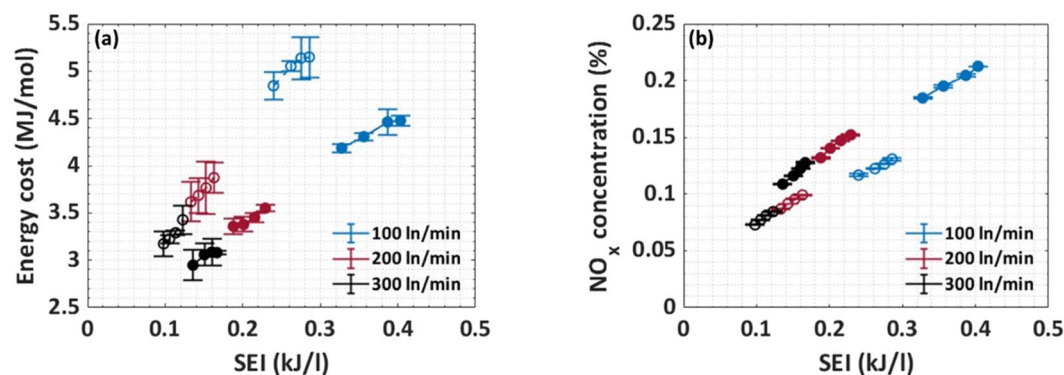 (a)
Energy cost (MJ/mol)
5.5
5
4.5
4
3.5
3
2.5
0 0.1 0.2 0.3 0.4 0.5
SEI (kJ/l)
100 ln/min
200 ln/min
300 ln/min
(b)
NOx concentration (%)
0.25
0.2
0.15
0.1
0.05
0
0 0.1 0.2 0.3 0.4 0.5
SEI (kJ/l)
100 ln/min
200 ln/min
300 ln/min